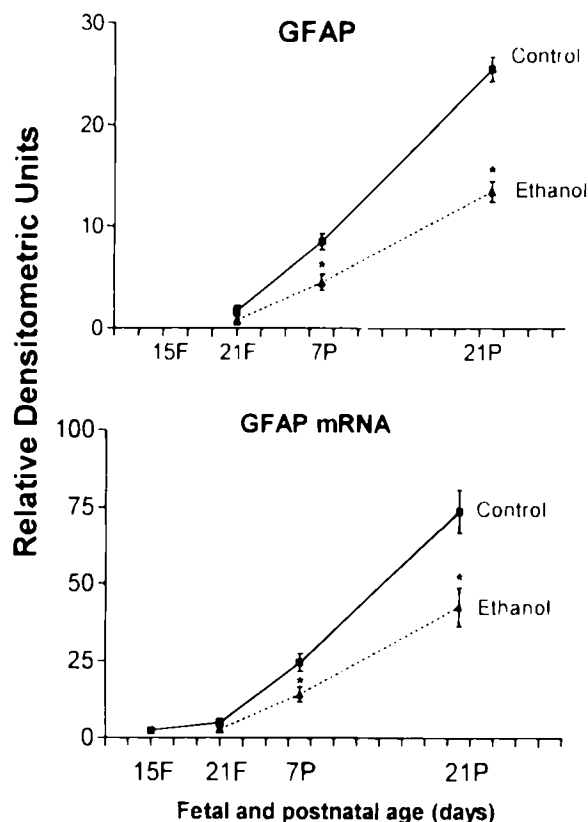 GFAP
Relative Densitometric Units
30
20
10
0
Control
*
Ethanol
*
15F 21F 7P 21P
GFAP mRNA
100
75
50
25
0
Control
*
Ethanol
*
15F 21F 7P 21P
Fetal and postnatal age (days)